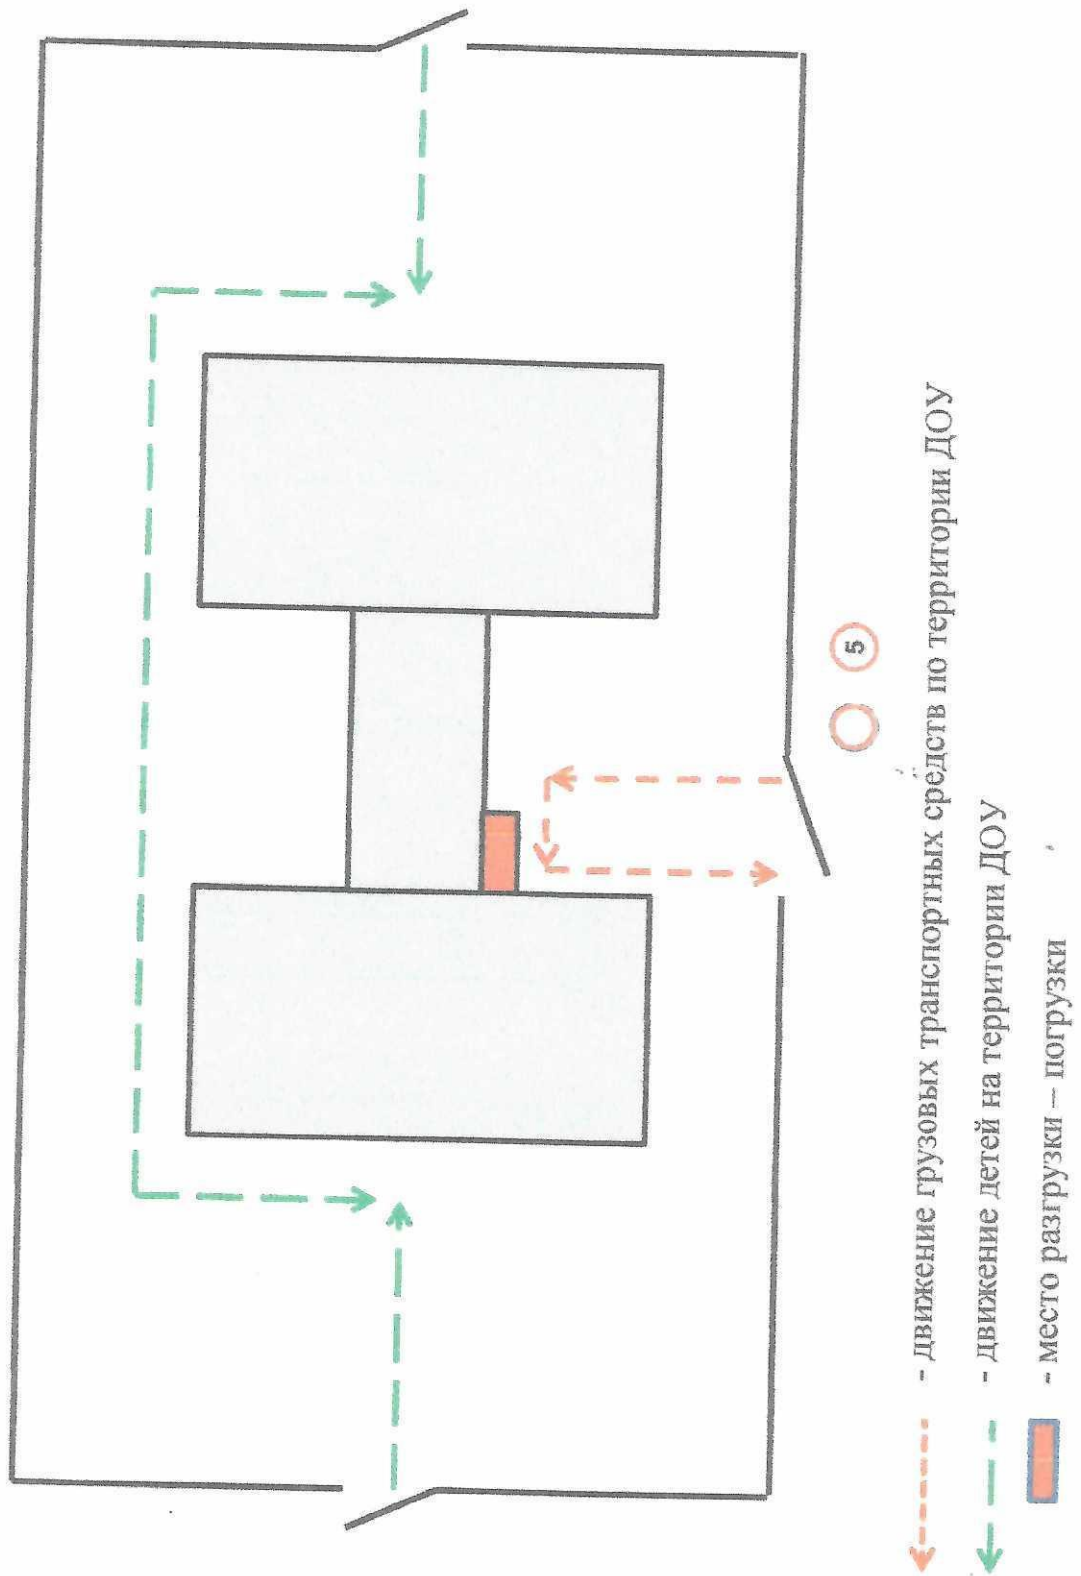 5
- движение грузовых транспортных средств по территории ДОУ
- движение детей на территории ДОУ
- место разгрузки – погрузки